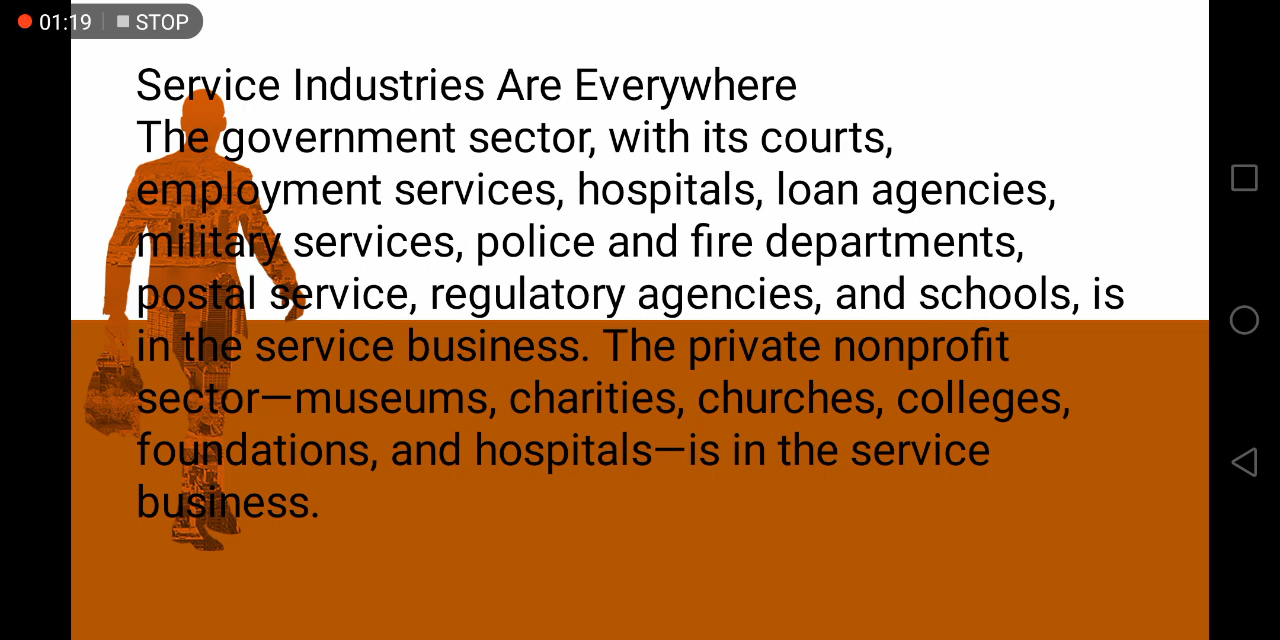 01:19 STOP
Service Industries Are Everywhere
The government sector, with its courts,
employment services, hospitals, loan agencies,
military services, police and fire departments,
postal service, regulatory agencies, and schools, is
in the service business. The private nonprofit
sector—museums, charities, churches, colleges,
foundations, and hospitals—is in the service
business.